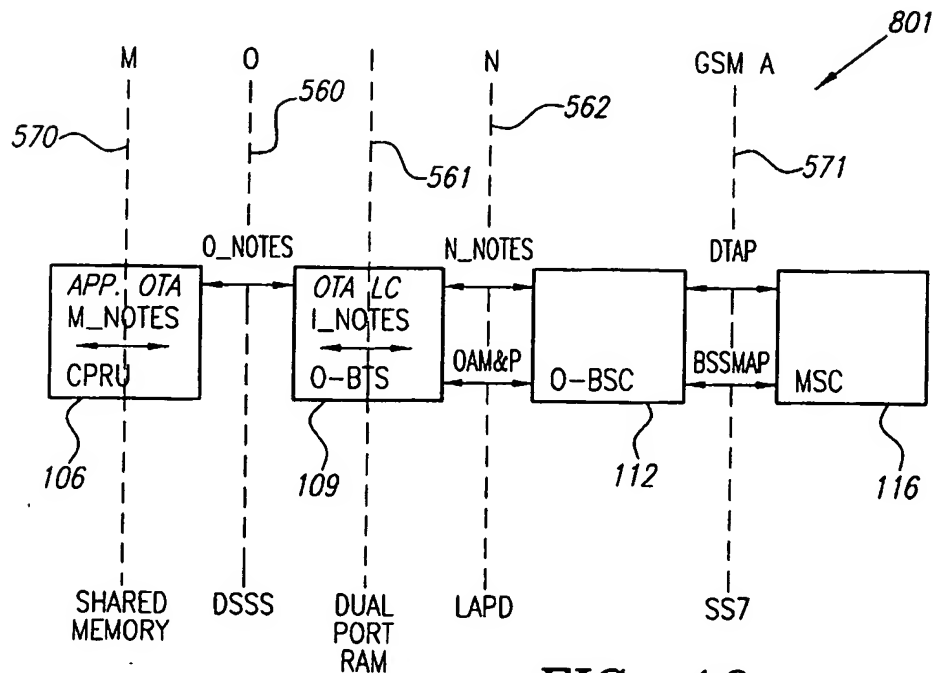 801
M O I N GSM A
570 560 561 562 571
O_NOTES N_NOTES DTAP
APP. OTA
M_NOTES
CPRU
OTA LC
I_NOTES
O-BTS
OAM&P
O-BSC
BSSMAP
MSC
106 109 112 116
SHARED
MEMORY
DSSS
DUAL
PORT
RAM
LAPD
SS7